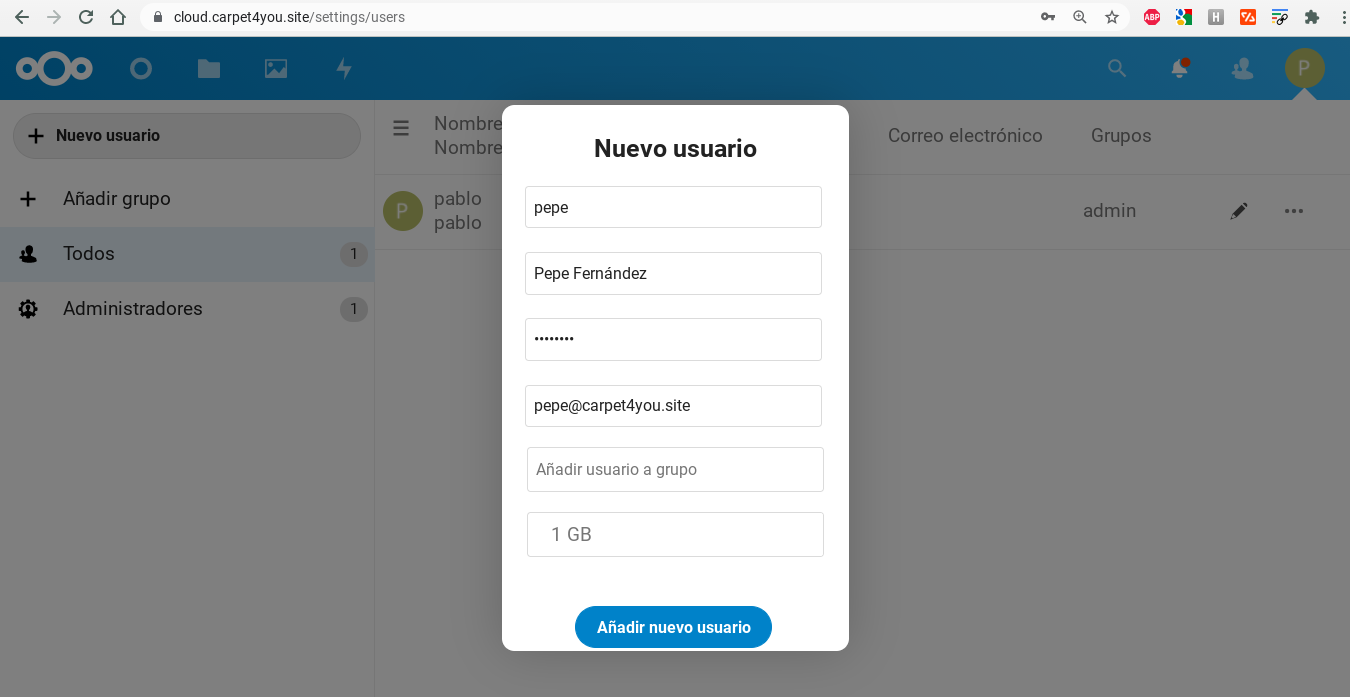 cloud.carpet4you.site/settings/users
ABP
H
P
Nuevo usuario
Añadir grupo
Todos 1
Administradores 1
Nombre
Nombre
Correo electrónico
Grupos
P
pablo
pablo
admin
Nuevo usuario
pepe
Pepe Fernández
••••••••
pepe@carpet4you.site
Añadir usuario a grupo
1 GB
Añadir nuevo usuario